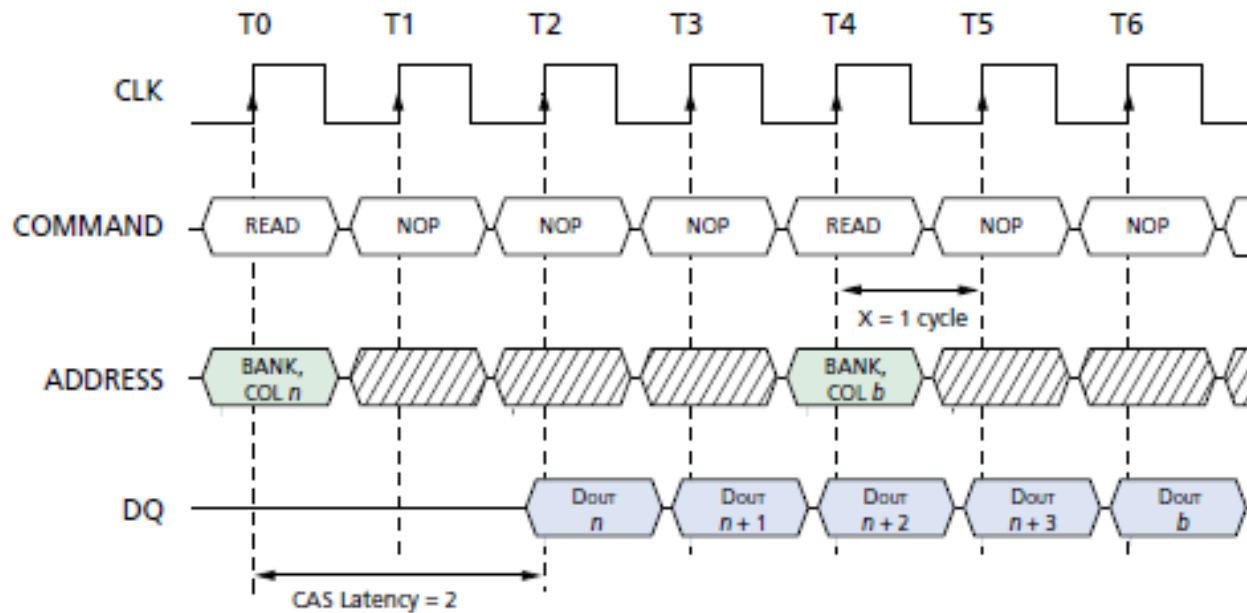 T0 T1 T2 T3 T4 T5 T6
CLK
COMMAND READ NOP NOP NOP READ NOP NOP
X = 1 cycle
ADDRESS BANK, COL n BANK, COL b
DQ DOUT n DOUT n + 1 DOUT n + 2 DOUT n + 3 DOUT b
CAS Latency = 2